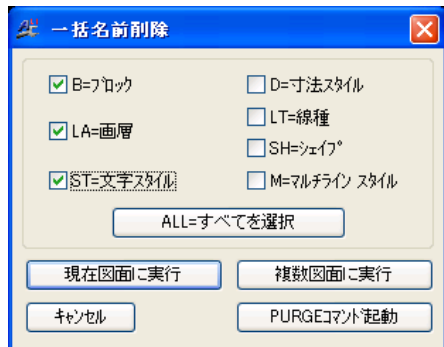 一括名前削除
B=ﾌﾞﾛｯｸ
D=寸法ｽﾀｲﾙ
LA=画層
LT=線種
SH=ｼｪｲﾌﾟ
ST=文字ｽﾀｲﾙ
M=ﾏﾙﾁﾗｲﾝ ｽﾀｲﾙ
ALL=すべてを選択
現在図面に実行
複数図面に実行
ｷｬﾝｾﾙ
PURGEｺﾏﾝﾄﾞ起動